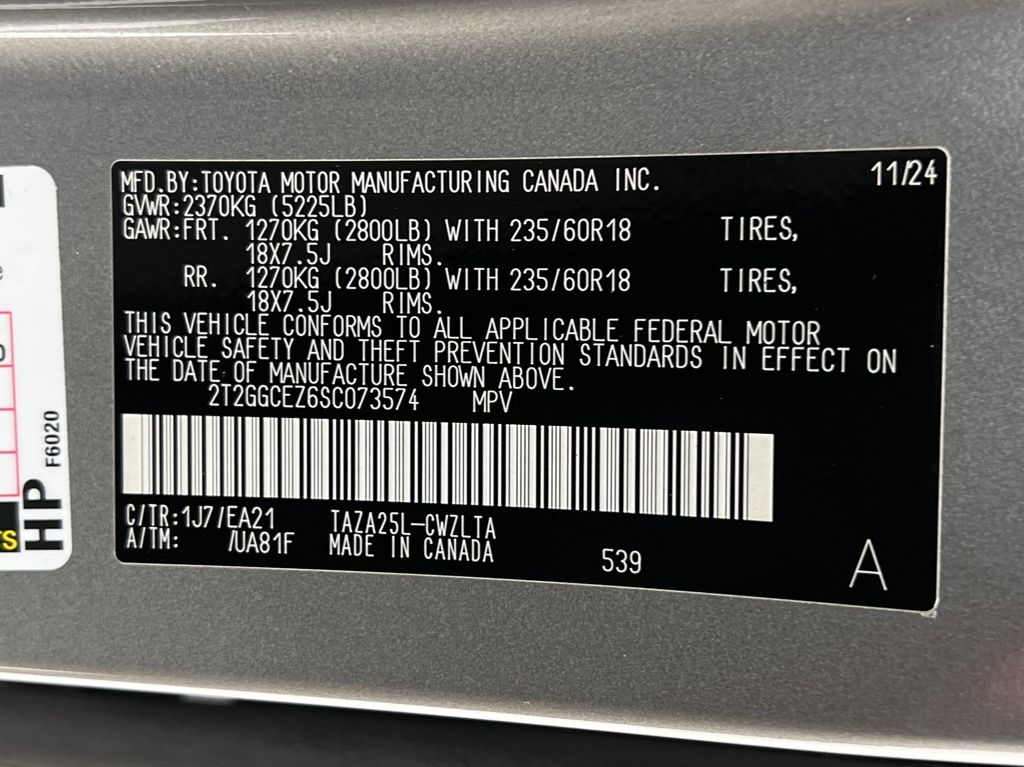 MFD.BY:TOYOTA MOTOR MANUFACTURING CANADA INC. 11/24
GVWR:2370KG (5225LB)
GAWR:FRT. 1270KG (2800LB) WITH 235/60R18 TIRES,
18X7.5J RIMS.
RR. 1270KG (2800LB) WITH 235/60R18 TIRES,
18X7.5J RIMS.
THIS VEHICLE CONFORMS TO ALL APPLICABLE FEDERAL MOTOR
VEHICLE SAFETY AND THEFT PREVENTION STANDARDS IN EFFECT ON
THE DATE OF MANUFACTURE SHOWN ABOVE.
2T2GGCEZ6SC073574 MPV
C/TR:1J7/EA21 TAZA25L-CWZLTA
A/TM: /UA81F MADE IN CANADA
539 A
HP F6020